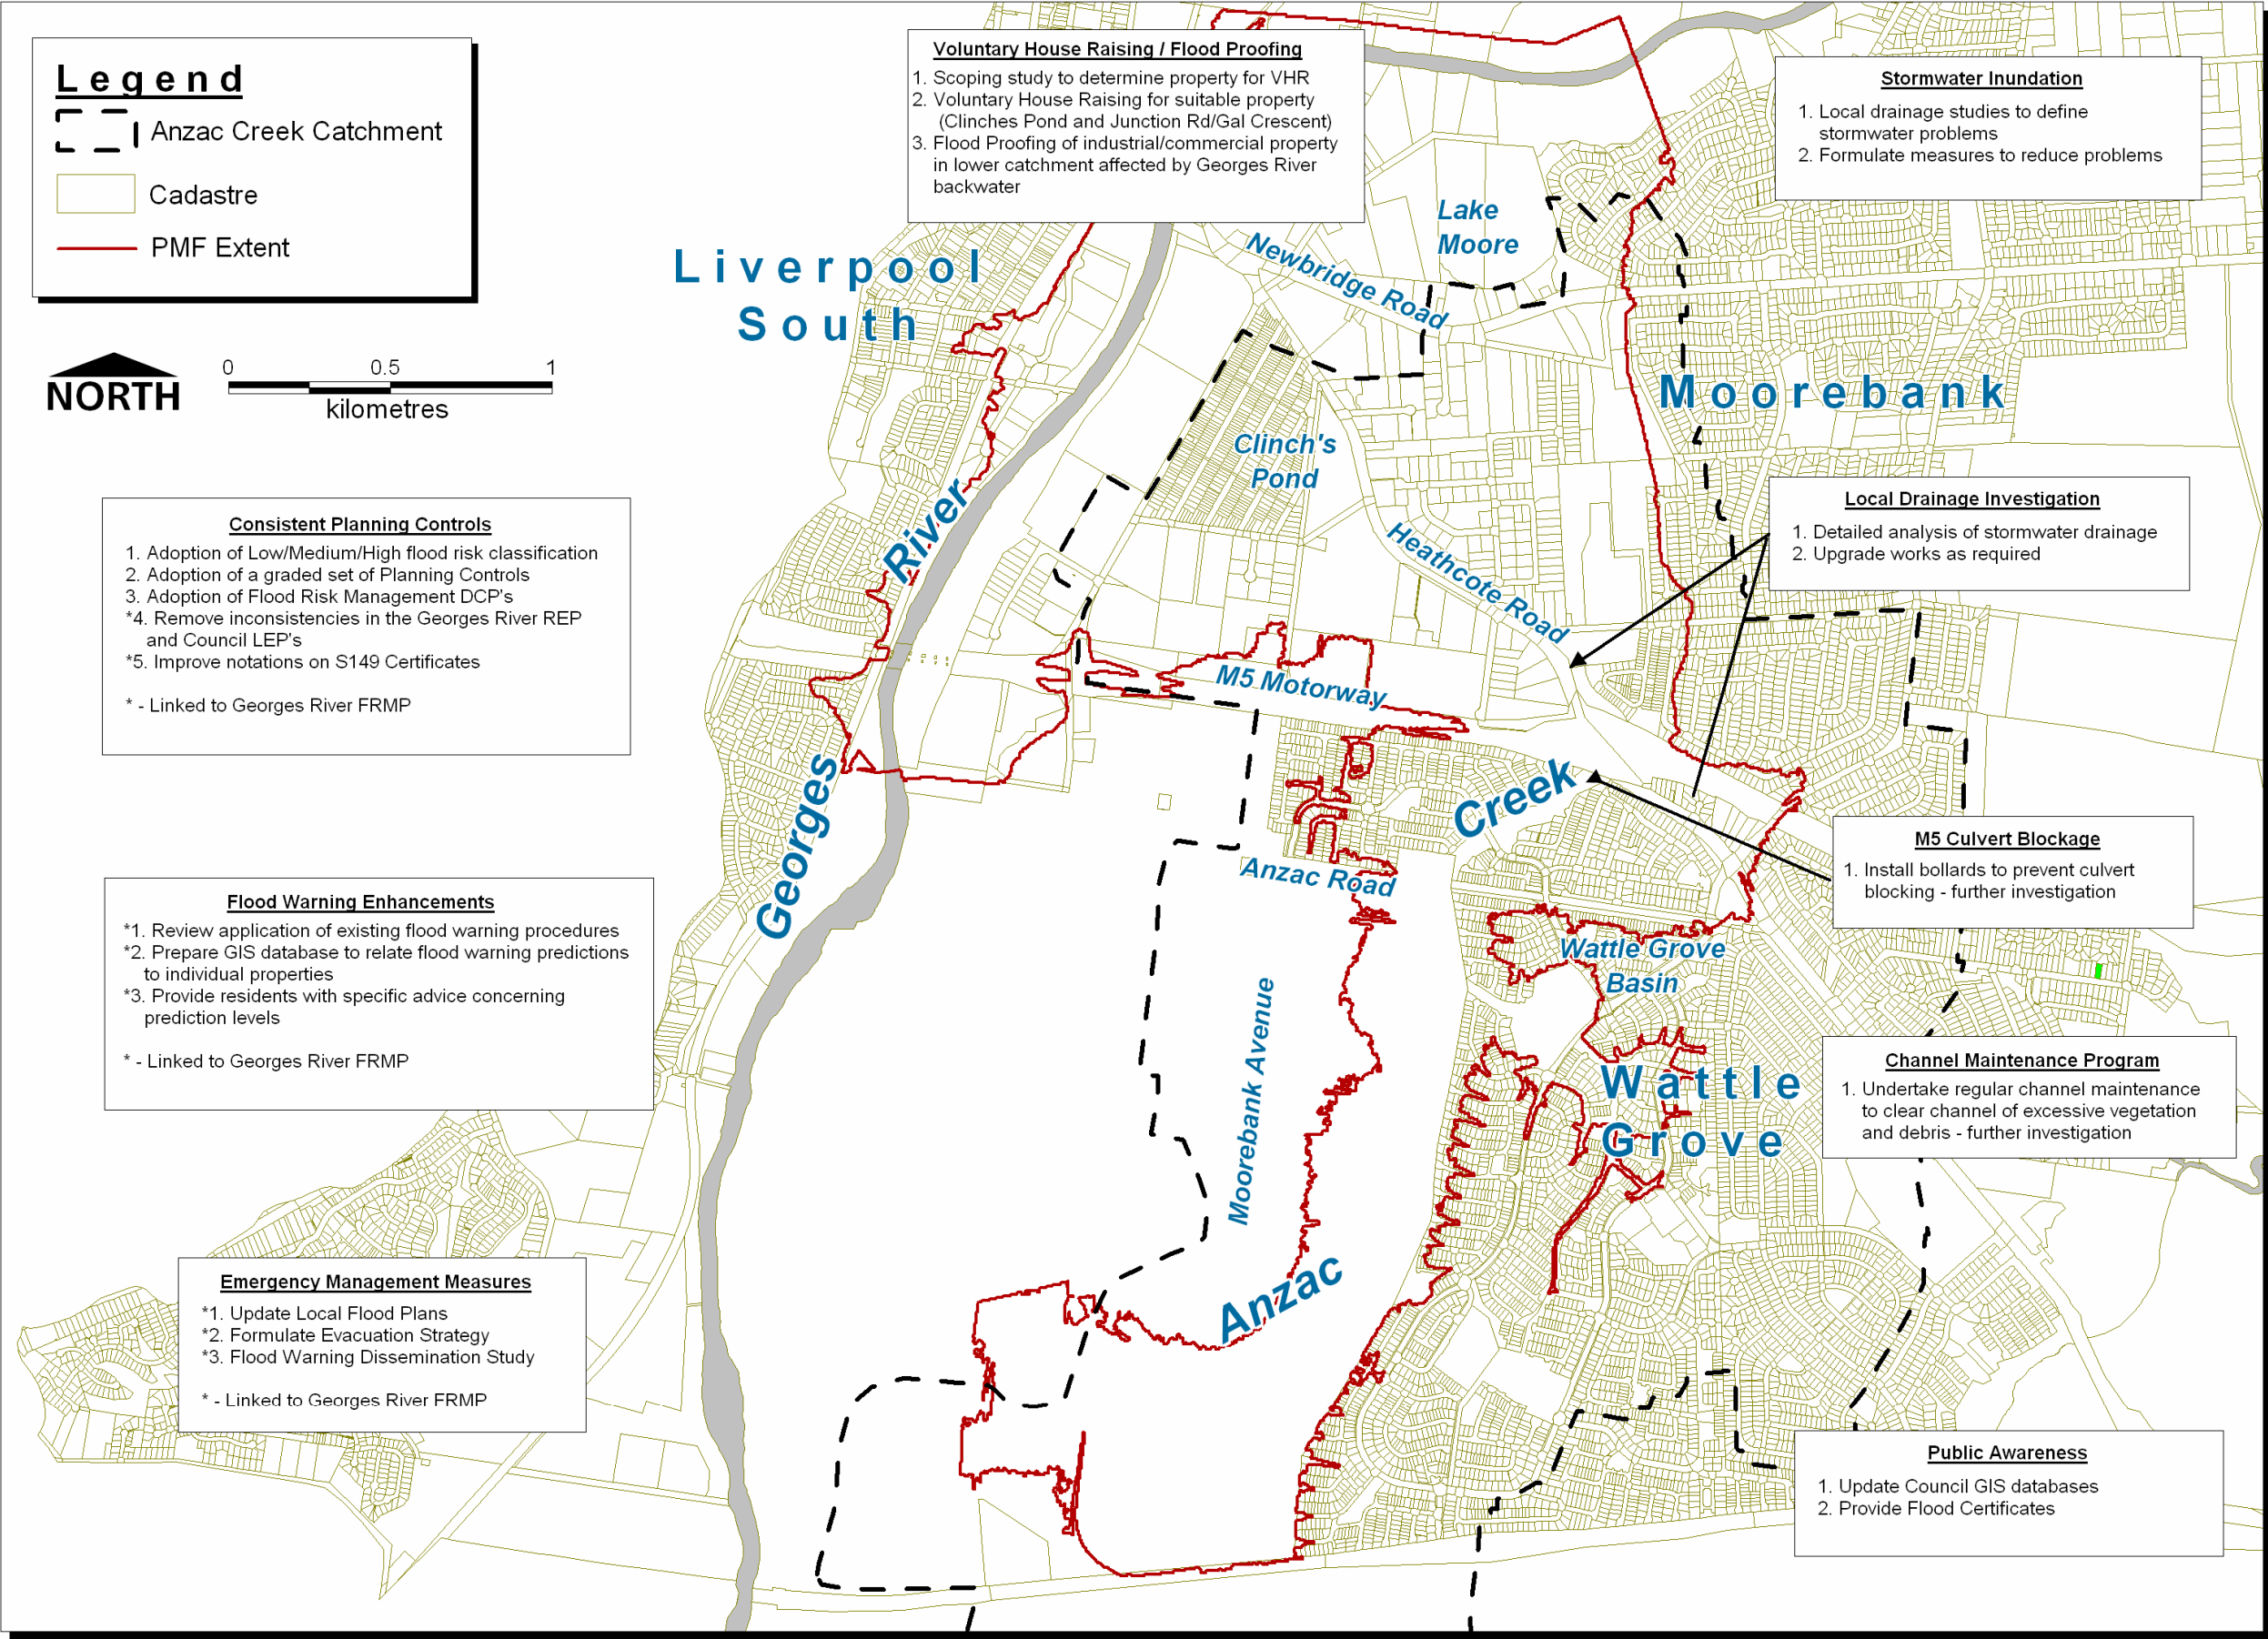 Legend
Anzac Creek Catchment
Cadastre
PMF Extent
NORTH
0 0.5 1
kilometres
Voluntary House Raising / Flood Proofing
1. Scoping study to determine property for VHR
2. Voluntary House Raising for suitable property
(Clinches Pond and Junction Rd/Gal Crescent)
3. Flood Proofing of industrial/commercial property
in lower catchment affected by Georges River
backwater
Stormwater Inundation
1. Local drainage studies to define
stormwater problems
2. Formulate measures to reduce problems
Liverpool
South
Lake
Moore
Newbridge Road
Moorebank
Clinch's
Pond
Heathcote Road
Local Drainage Investigation
1. Detailed analysis of stormwater drainage
2. Upgrade works as required
Consistent Planning Controls
1. Adoption of Low/Medium/High flood risk classification
2. Adoption of a graded set of Planning Controls
3. Adoption of Flood Risk Management DCP's
*4. Remove inconsistencies in the Georges River REP
and Council LEP's
*5. Improve notations on S149 Certificates
* - Linked to Georges River FRMP
Georges River
M5 Motorway
Anzac Creek
Anzac Road
M5 Culvert Blockage
1. Install bollards to prevent culvert
blocking - further investigation
Flood Warning Enhancements
*1. Review application of existing flood warning procedures
*2. Prepare GIS database to relate flood warning predictions
to individual properties
*3. Provide residents with specific advice concerning
prediction levels
* - Linked to Georges River FRMP
Wattle Grove
Basin
Moorebank Avenue
Wattle
Grove
Channel Maintenance Program
1. Undertake regular channel maintenance
to clear channel of excessive vegetation
and debris - further investigation
Emergency Management Measures
*1. Update Local Flood Plans
*2. Formulate Evacuation Strategy
*3. Flood Warning Dissemination Study
* - Linked to Georges River FRMP
Public Awareness
1. Update Council GIS databases
2. Provide Flood Certificates